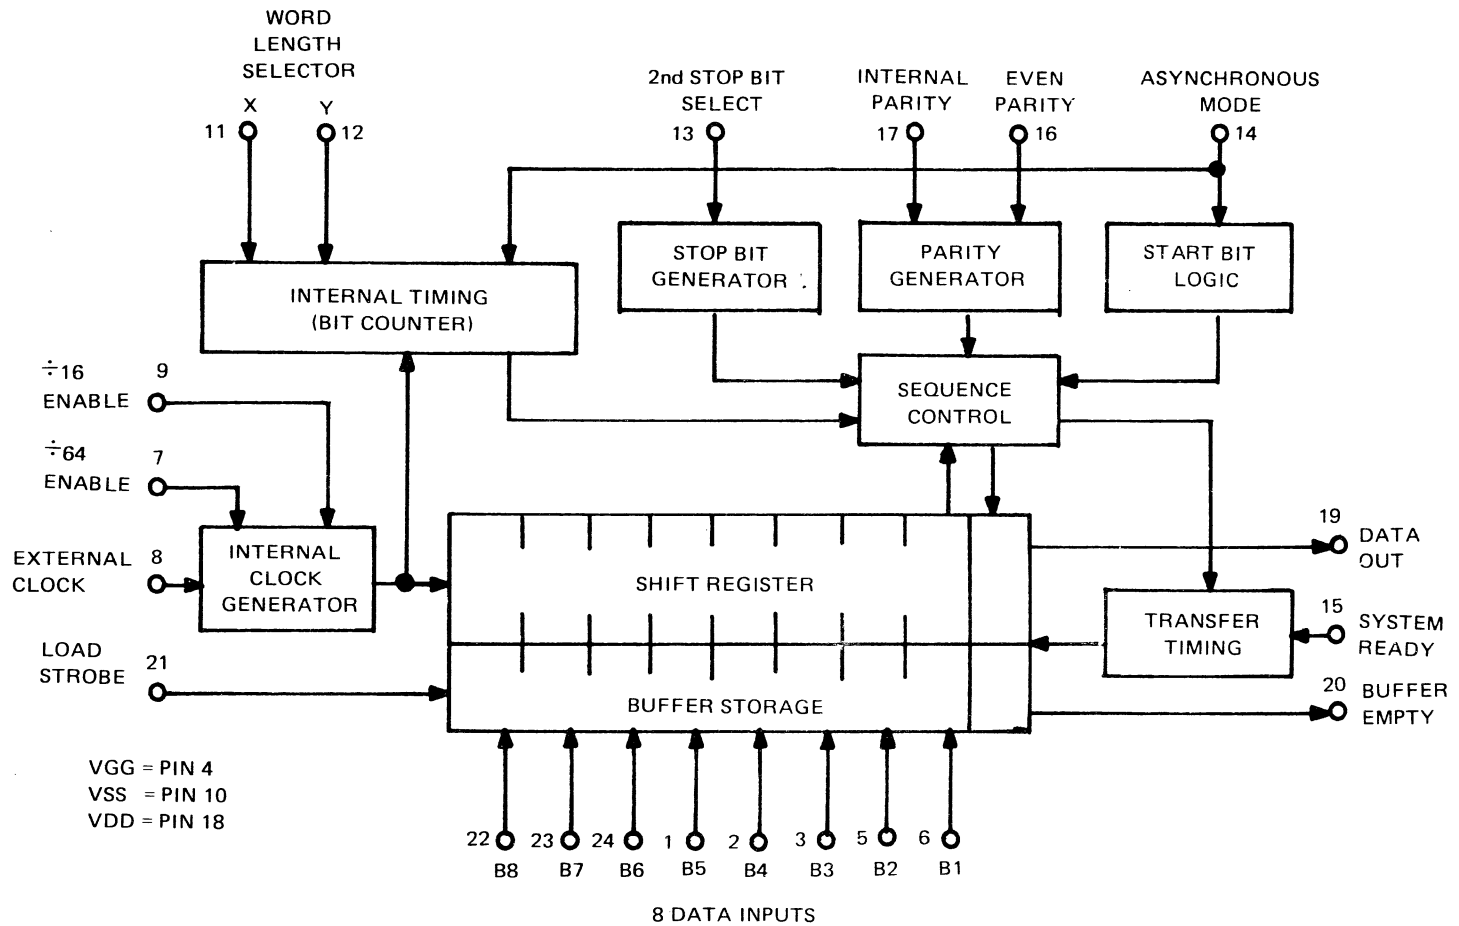 WORD
LENGTH
SELECTOR
X
Y
11
12
2nd STOP BIT
SELECT
13
INTERNAL
PARITY
17
EVEN
PARITY
16
ASYNCHRONOUS
MODE
14
STOP BIT
GENERATOR
PARITY
GENERATOR
START BIT
LOGIC
INTERNAL TIMING
(BIT COUNTER)
÷16
ENABLE
9
÷64
ENABLE
7
SEQUENCE
CONTROL
EXTERNAL
CLOCK
8
INTERNAL
CLOCK
GENERATOR
SHIFT REGISTER
19
DATA
OUT
TRANSFER
TIMING
15
SYSTEM
READY
LOAD
STROBE
21
BUFFER STORAGE
20
BUFFER
EMPTY
VGG = PIN 4
VSS = PIN 10
VDD = PIN 18
22
23
24
1
2
3
5
6
B8
B7
B6
B5
B4
B3
B2
B1
8 DATA INPUTS